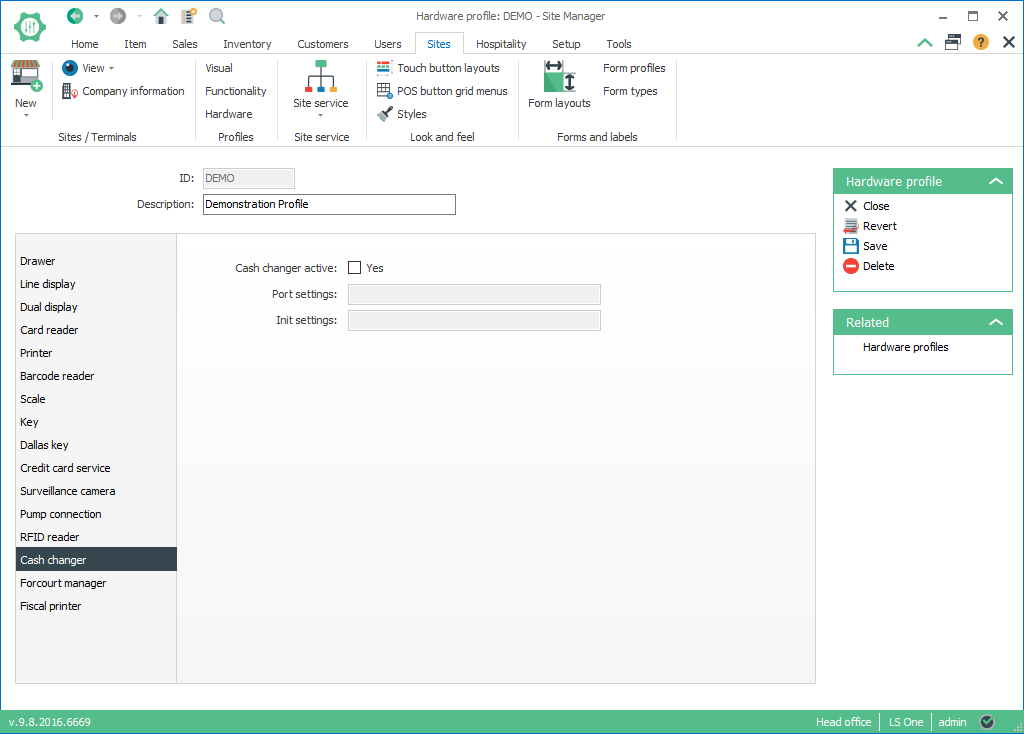 Hardware profile: DEMO - Site Manager
Home Item Sales Inventory Customers Users Sites Hospitality Setup Tools
New
View
Company information
Sites / Terminals
Visual
Functionality
Hardware
Profiles
Site service
Site service
Touch button layouts
POS button grid menus
Styles
Look and feel
Form layouts
Form profiles
Form types
Forms and labels
ID: DEMO
Description: Demonstration Profile
Drawer
Line display
Dual display
Card reader
Printer
Barcode reader
Scale
Key
Dallas key
Credit card service
Surveillance camera
Pump connection
RFID reader
Cash changer
Forcourt manager
Fiscal printer
Cash changer active: Yes
Port settings:
Init settings:
Hardware profile
Close
Revert
Save
Delete
Related
Hardware profiles
v.9.8.2016.6669
Head office LS One admin